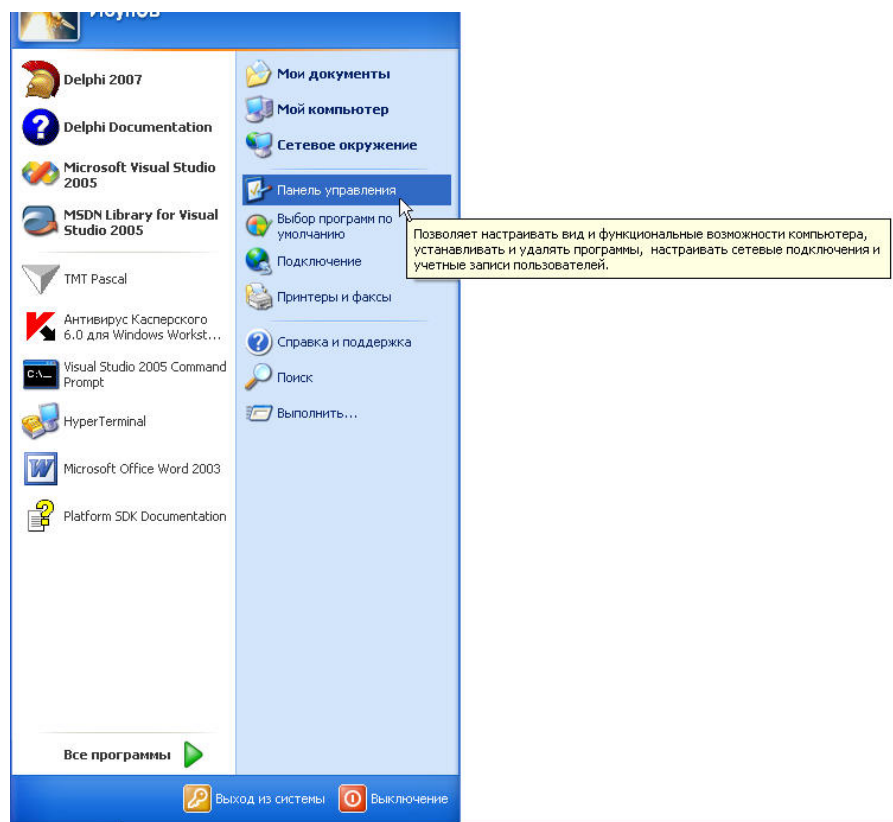 Delphi 2007
Delphi Documentation
Microsoft Visual Studio
2005
MSDN Library for Visual
Studio 2005
TMT Pascal
Антивирус Касперского
6.0 для Windows Workst...
Visual Studio 2005 Command
Prompt
HyperTerminal
Microsoft Office Word 2003
Platform SDK Documentation
Все программы
Мои документы
Мой компьютер
Сетевое окружение
Панель управления
Выбор программ по
умолчанию
Подключение
Принтеры и факсы
Справка и поддержка
Поиск
Выполнить...
Позволяет настраивать вид и функциональные возможности компьютера,
устанавливать и удалять программы, настраивать сетевые подключения и
учетные записи пользователей.
Выход из системы
Выключение